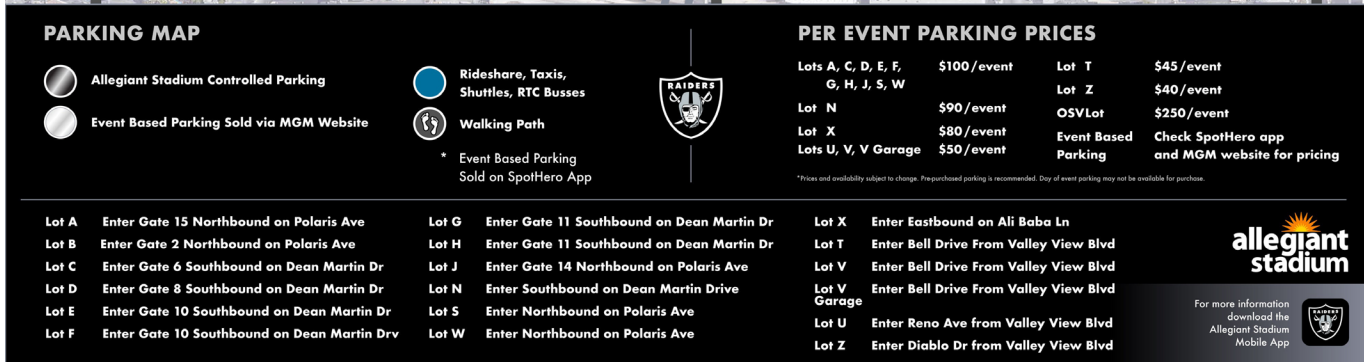 PARKING MAP
Allegiant Stadium Controlled Parking
Event Based Parking Sold via MGM Website
Rideshare, Taxis,
Shuttles, RTC Busses
Walking Path
* Event Based Parking
Sold on SpotHero App
RAIDERS
PER EVENT PARKING PRICES
Lots A, C, D, E, F,
G, H, J, S, W $100/event
Lot N $90/event
Lot X $80/event
Lots U, V, V Garage $50/event
Lot T $45/event
Lot Z $40/event
OSVLot $250/event
Event Based Check SpotHero app
Parking and MGM website for pricing
*Prices and availability subject to change. Pre-purchased parking is recommended. Day of event parking may not be available for purchase.
Lot A Enter Gate 15 Northbound on Polaris Ave
Lot B Enter Gate 2 Northbound on Polaris Ave
Lot C Enter Gate 6 Southbound on Dean Martin Dr
Lot D Enter Gate 8 Southbound on Dean Martin Dr
Lot E Enter Gate 10 Southbound on Dean Martin Dr
Lot F Enter Gate 10 Southbound on Dean Martin Drv
Lot G Enter Gate 11 Southbound on Dean Martin Dr
Lot H Enter Gate 11 Southbound on Dean Martin Dr
Lot J Enter Gate 14 Northbound on Polaris Ave
Lot N Enter Southbound on Dean Martin Drive
Lot S Enter Northbound on Polaris Ave
Lot W Enter Northbound on Polaris Ave
Lot X Enter Eastbound on Ali Baba Ln
Lot T Enter Bell Drive From Valley View Blvd
Lot V Enter Bell Drive From Valley View Blvd
Lot V Enter Bell Drive From Valley View Blvd
Garage
Lot U Enter Reno Ave from Valley View Blvd
Lot Z Enter Diablo Dr from Valley View Blvd
allegiant
stadium
For more information
download the
Allegiant Stadium
Mobile App
RAIDERS